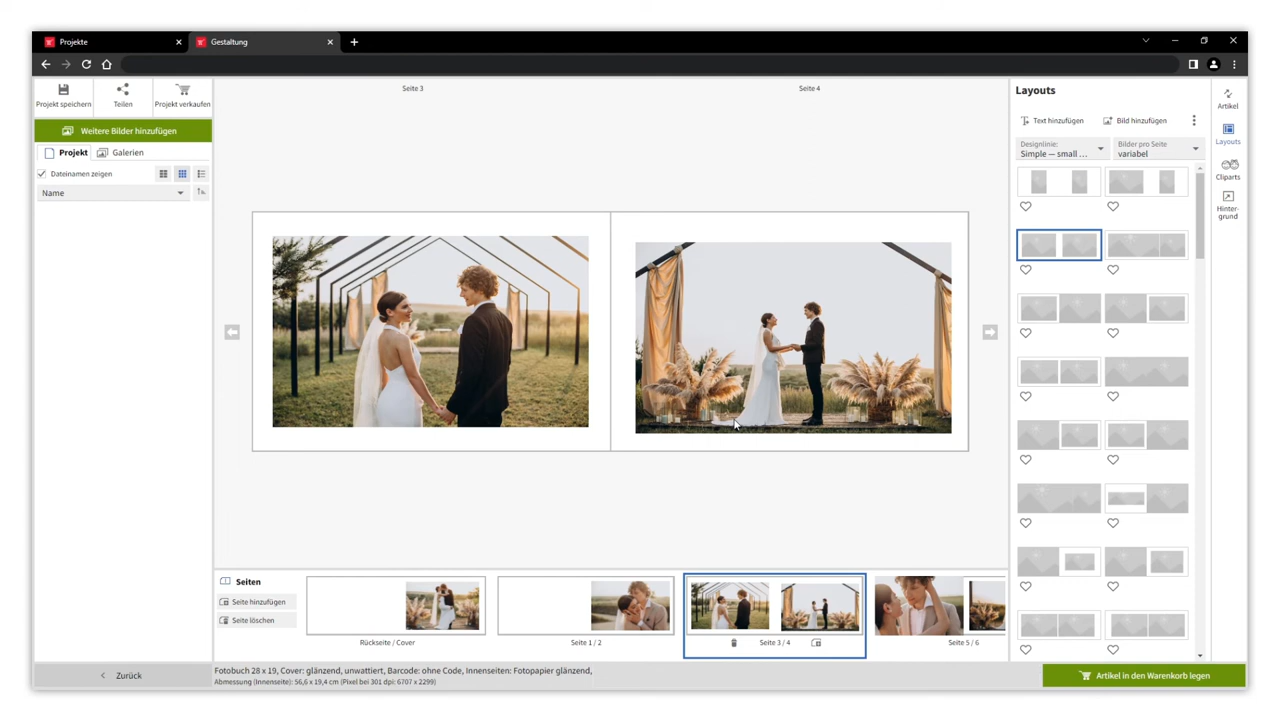 Projekte
Gestaltung
Projekt speichern
Teilen
Projekt verkaufen
Weitere Bilder hinzufügen
Projekt
Galerien
Dateinamen zeigen
Name
Seite 3
Seite 4
Layouts
Text hinzufügen
Bild hinzufügen
Designlinie:
Simple — small ...
Bilder pro Seite
variabel
Artikel
Layouts
Cliparts
Hinter-
grund
Seiten
Seite hinzufügen
Seite löschen
Rückseite / Cover
Seite 1 / 2
Seite 3 / 4
Seite 5 / 6
Zurück
Fotobuch 28 x 19, Cover: glänzend, unwattiert, Barcode: ohne Code, Innenseiten: Fotopapier glänzend,
Abmessung (Innenseite): 56,6 x 19,4 cm (Pixel bei 301 dpi: 6707 x 2299)
Artikel in den Warenkorb legen